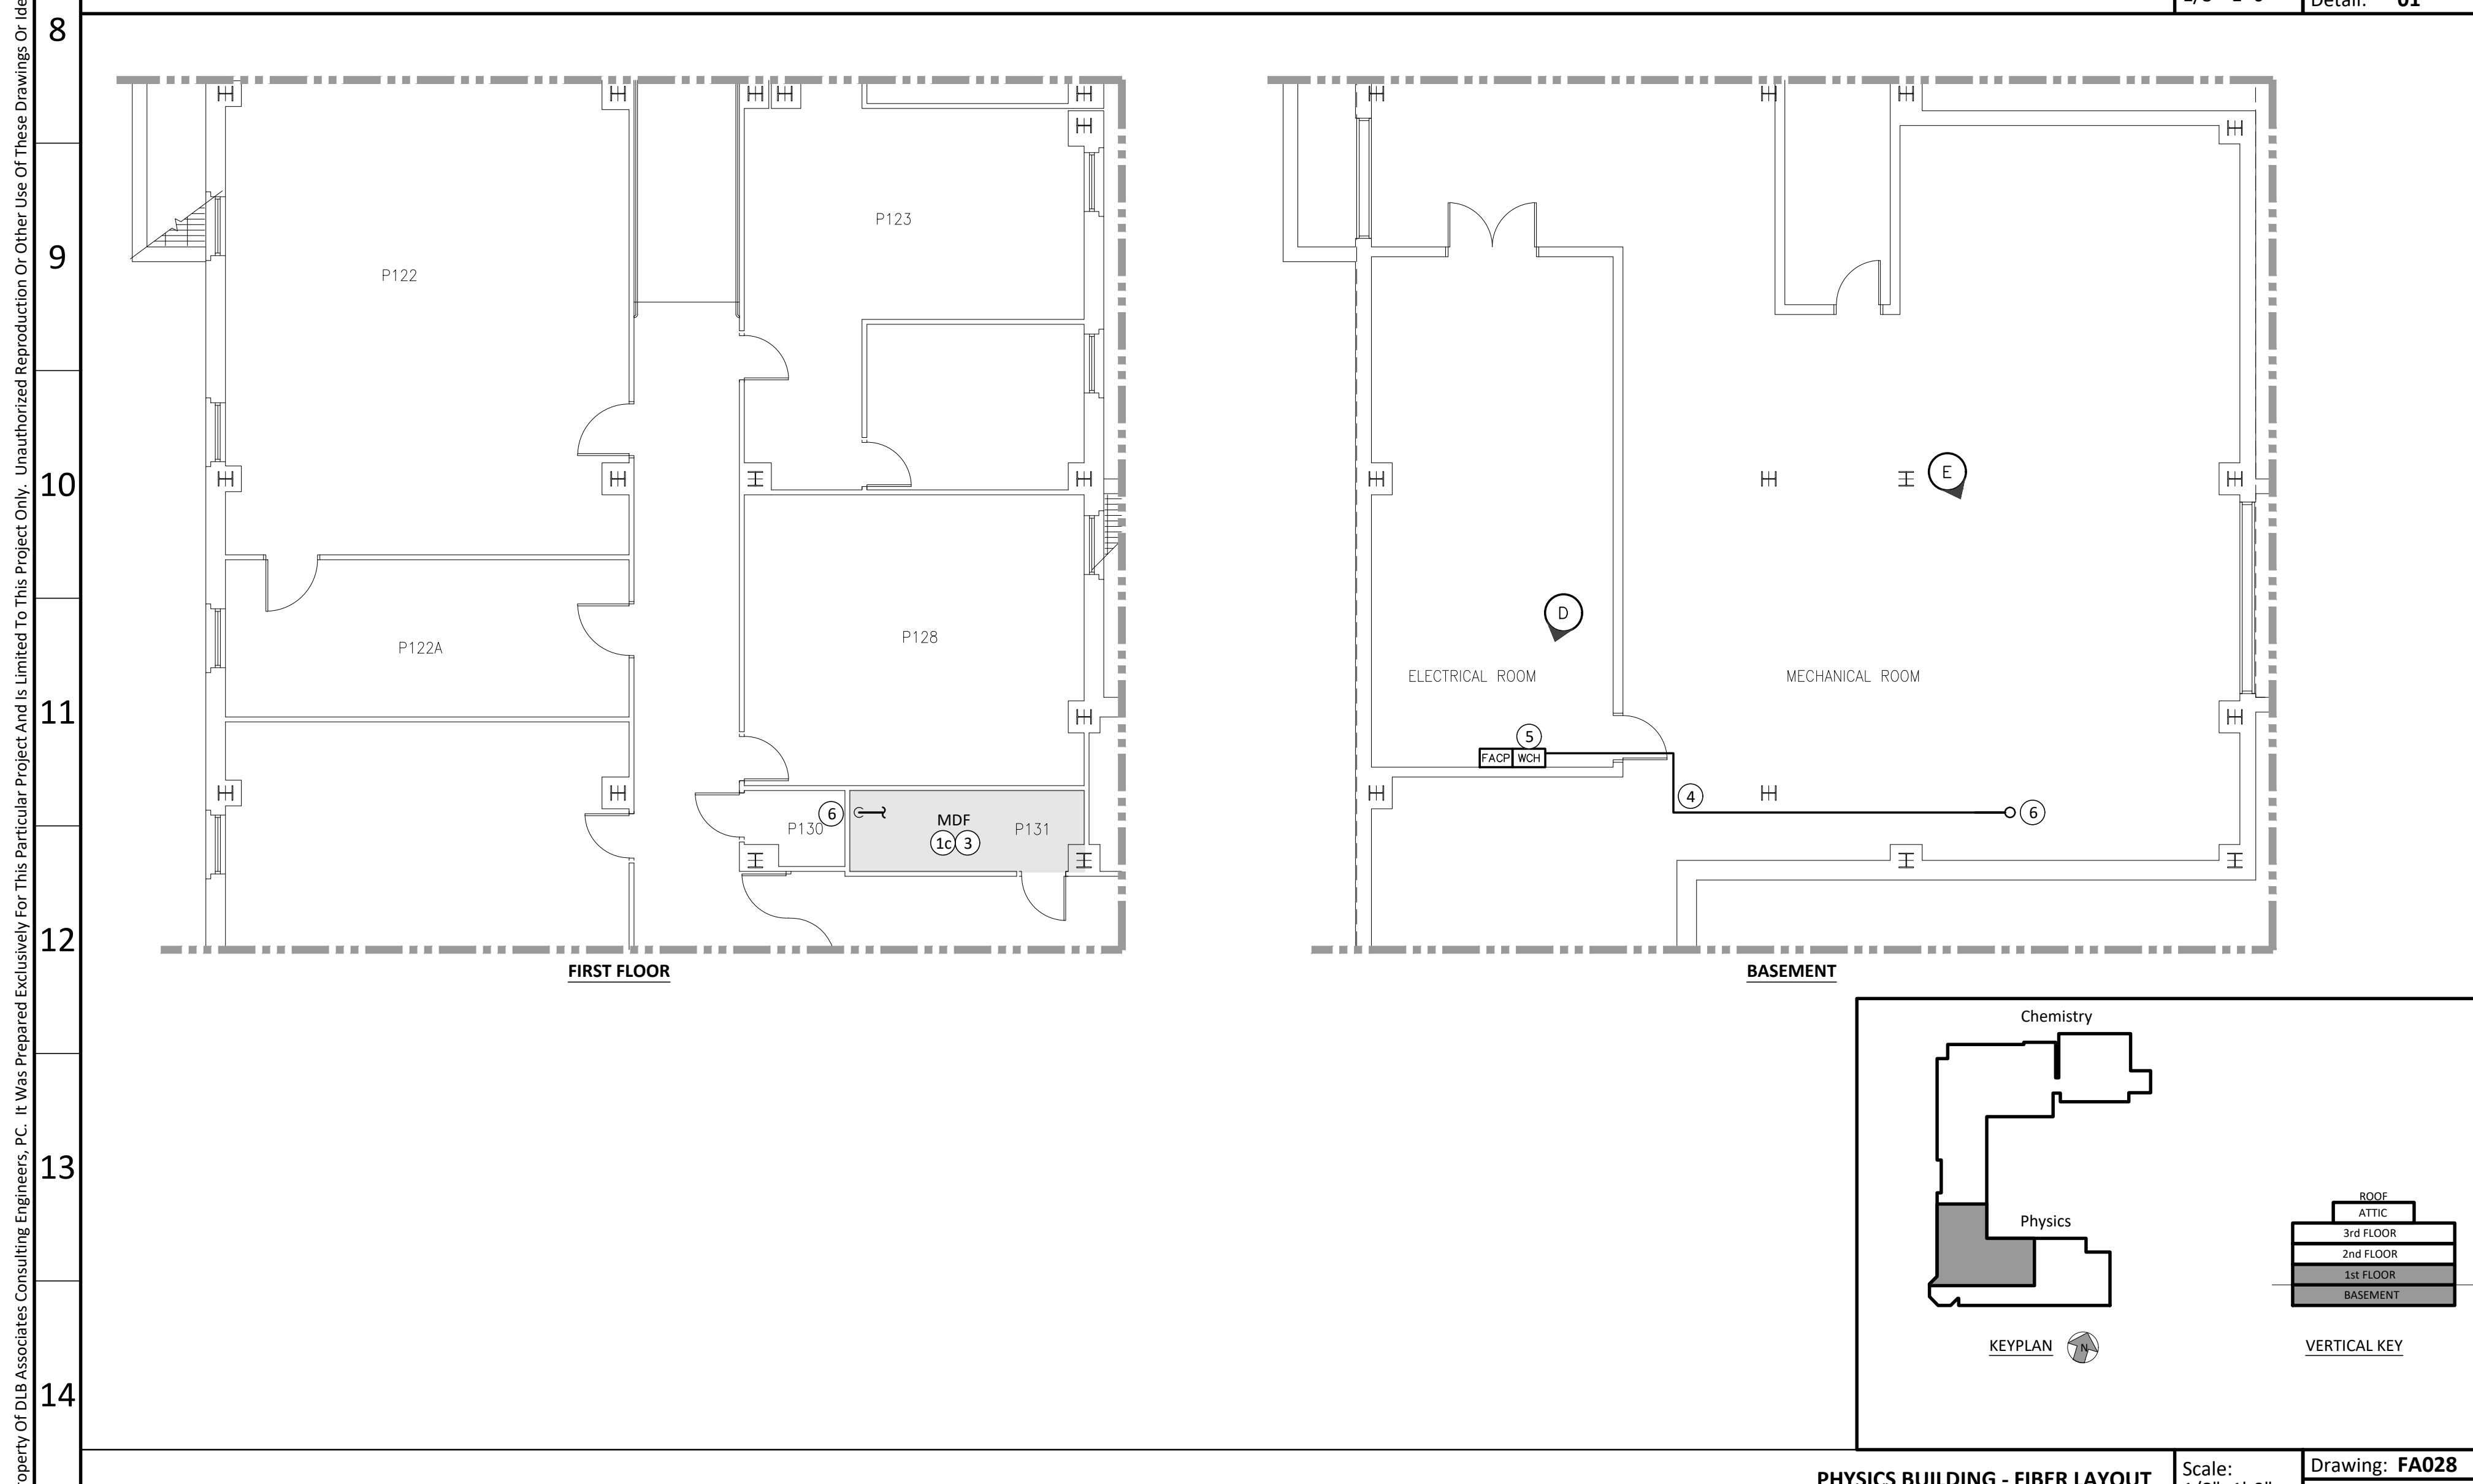 Detail: 01
8
9
10
11
12
13
14
P122
P123
P122A
P128
P130
6
MDF
1c 3
P131
FIRST FLOOR
E
D
ELECTRICAL ROOM
MECHANICAL ROOM
5
FACP WCH
4
6
BASEMENT
Chemistry
Physics
KEYPLAN
N
ROOF
ATTIC
3rd FLOOR
2nd FLOOR
1st FLOOR
BASEMENT
VERTICAL KEY
PHYSICS BUILDING - FIBER LAYOUT
Scale:
Drawing: FA028
Of DLB Associates Consulting Engineers, PC. It Was Prepared Exclusively For This Particular Project And Is Limited To This Project Only. Unauthorized Reproduction Or Other Use Of These Drawings Or